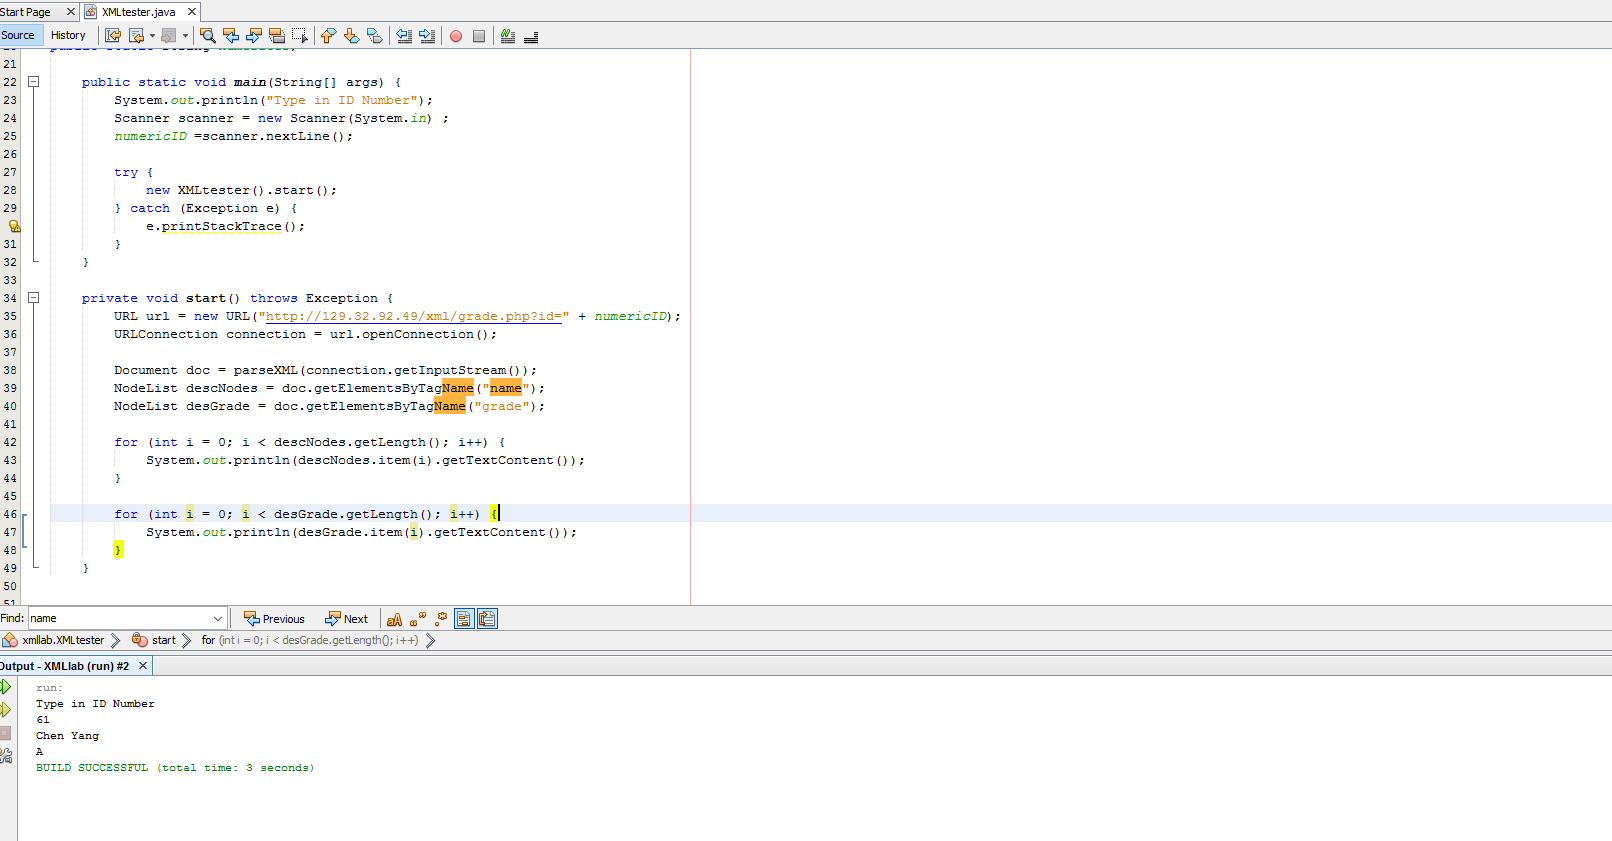 Start Page XMLtester.java
Source History
public static String numericID;
21
22 public static void main(String[] args) {
23 System.out.println("Type in ID Number");
24 Scanner scanner = new Scanner(System.in) ;
25 numericID =scanner.nextLine();
26
27 try {
28 new XMLtester().start();
29 } catch (Exception e) {
e.printStackTrace();
31 }
32 }
33
34 private void start() throws Exception {
35 URL url = new URL("http://129.32.92.49/xml/grade.php?id=" + numericID);
36 URLConnection connection = url.openConnection();
37
38 Document doc = parseXML(connection.getInputStream());
39 NodeList descNodes = doc.getElementsByTagName("name");
40 NodeList desGrade = doc.getElementsByTagName("grade");
41
42 for (int i = 0; i < descNodes.getLength(); i++) {
43 System.out.println(descNodes.item(i).getTextContent());
44 }
45
46 for (int i = 0; i < desGrade.getLength(); i++) {
47 System.out.println(desGrade.item(i).getTextContent());
48 }
49 }
50
51
Find: name Previous Next
xmllab.XMLtester start for (int i = 0; i < desGrade.getLength(); i++)
Output - XMLlab (run) #2
run:
Type in ID Number
61
Chen Yang
A
BUILD SUCCESSFUL (total time: 3 seconds)